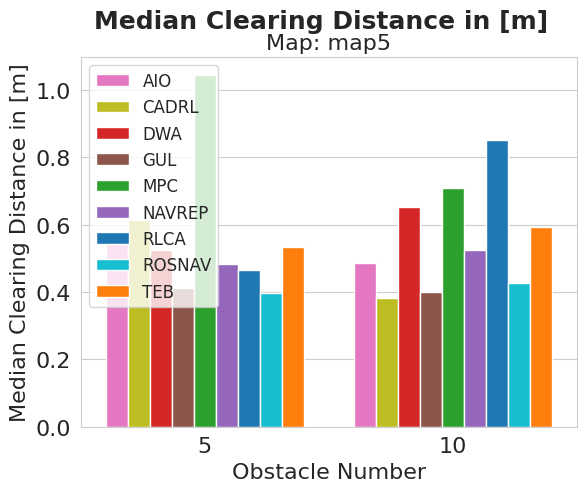 Median Clearing Distance in [m]
Map: map5
Median Clearing Distance in [m]
1.0
0.8
0.6
0.4
0.2
0.0
AIO
CADRL
DWA
GUL
MPC
NAVREP
RLCA
ROSNAV
TEB
5
10
Obstacle Number